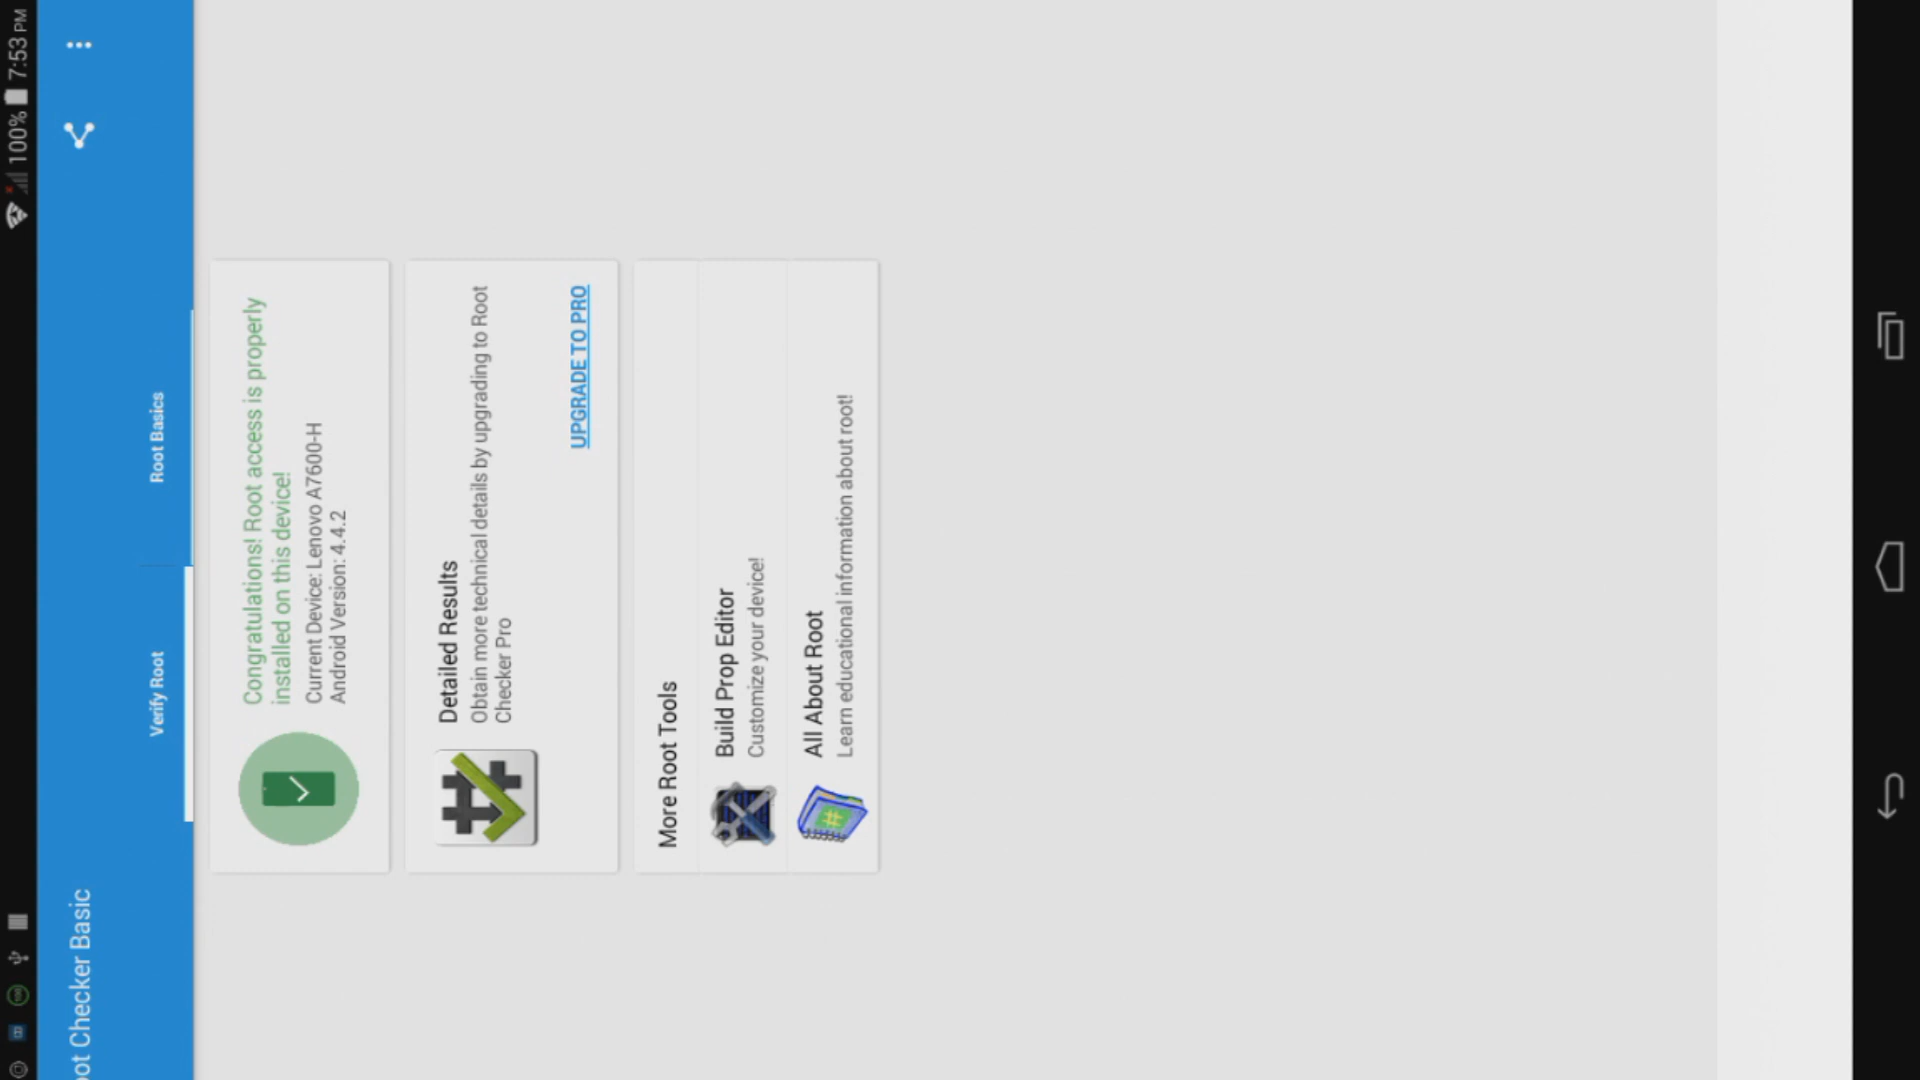 100% 7:53 PM
oot Checker Basic
Verify Root
Root Basics
Congratulations! Root access is properly
installed on this device!
Current Device: Lenovo A7600-H
Android Version: 4.4.2
Detailed Results
Obtain more technical details by upgrading to Root
Checker Pro
UPGRADE TO PRO
More Root Tools
Build Prop Editor
Customize your device!
All About Root
Learn educational information about root!